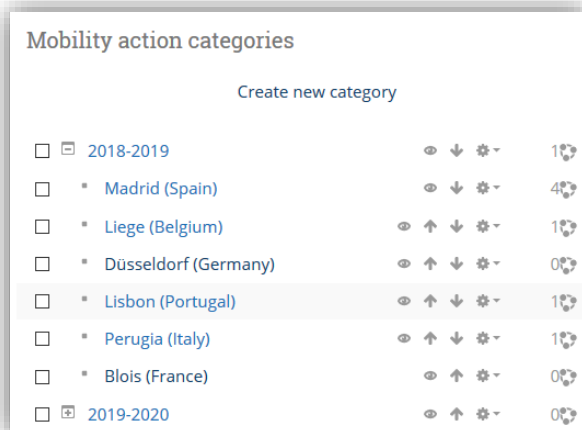 Mobility action categories
Create new category
2018-2019 1
Madrid (Spain) 4
Liege (Belgium) 1
Düsseldorf (Germany) 0
Lisbon (Portugal) 1
Perugia (Italy) 1
Blois (France) 0
2019-2020 0